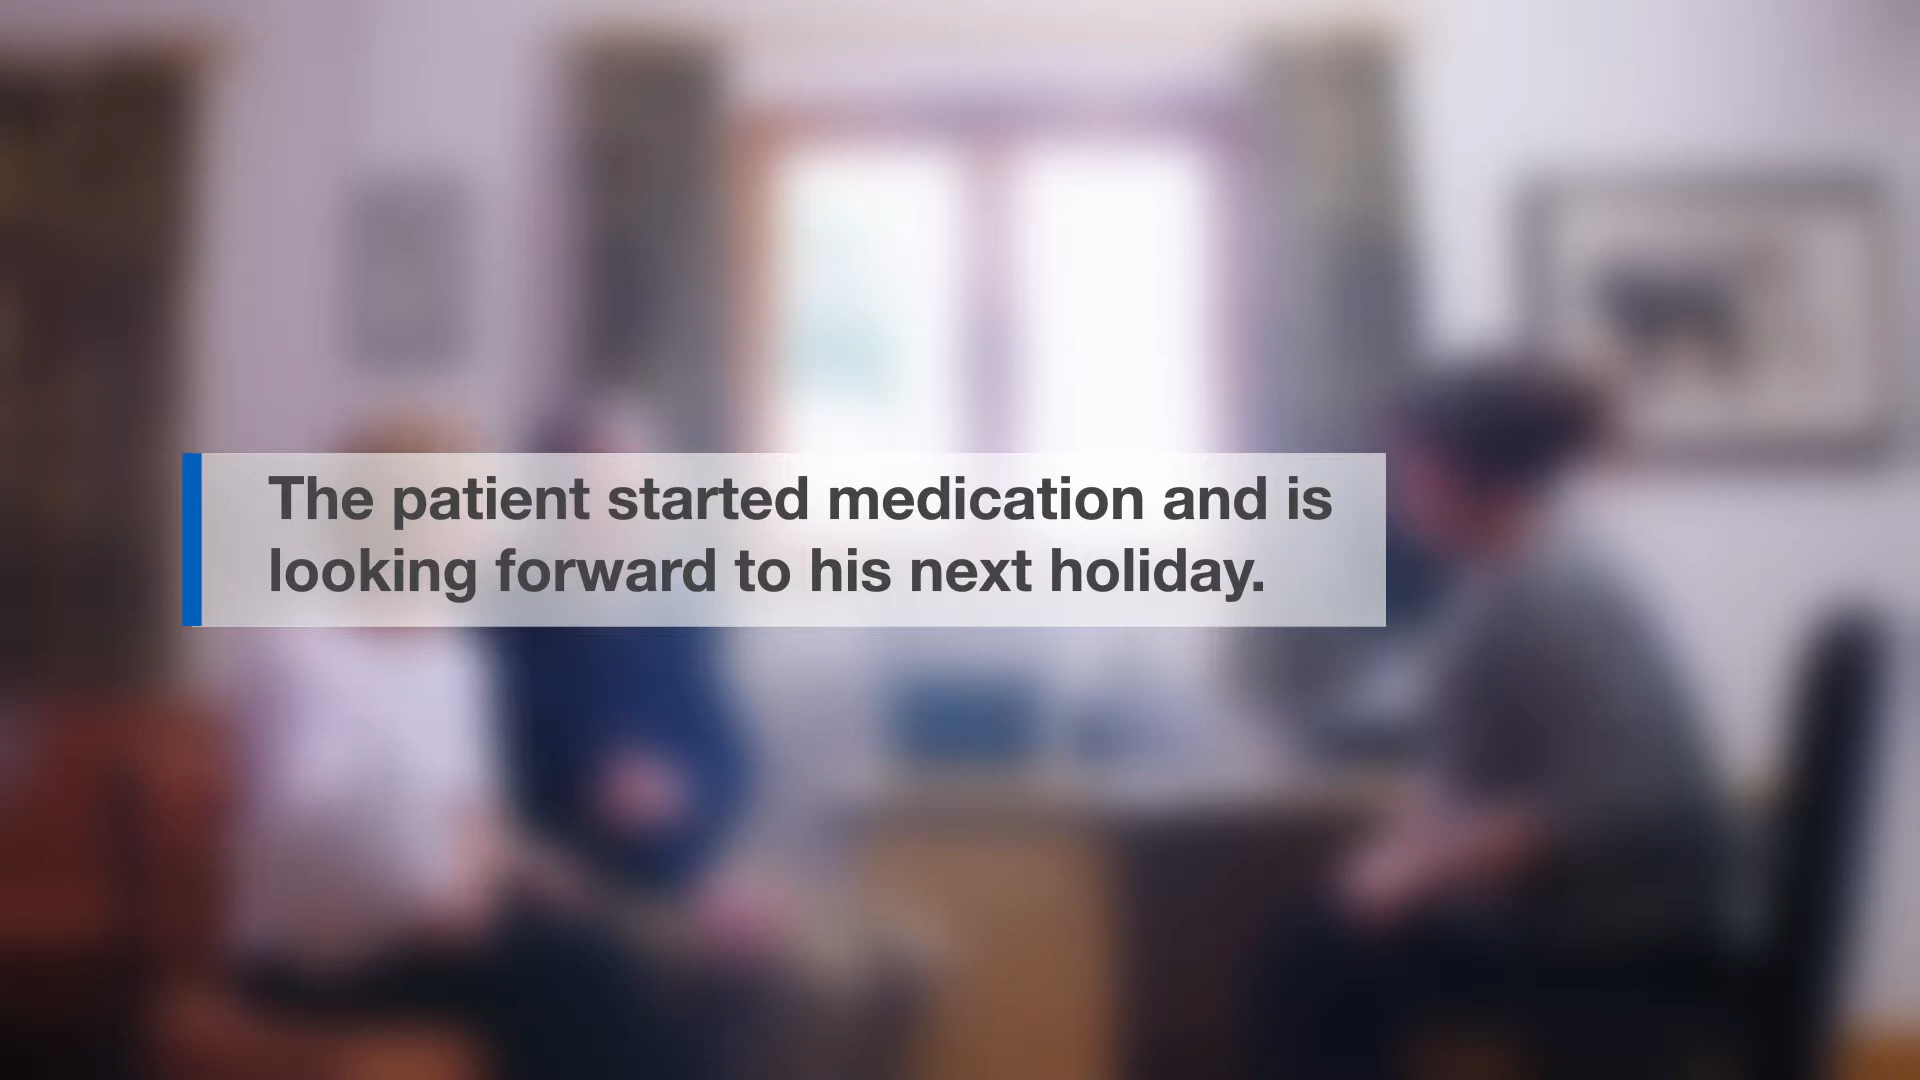 The patient started medication and is
looking forward to his next holiday.